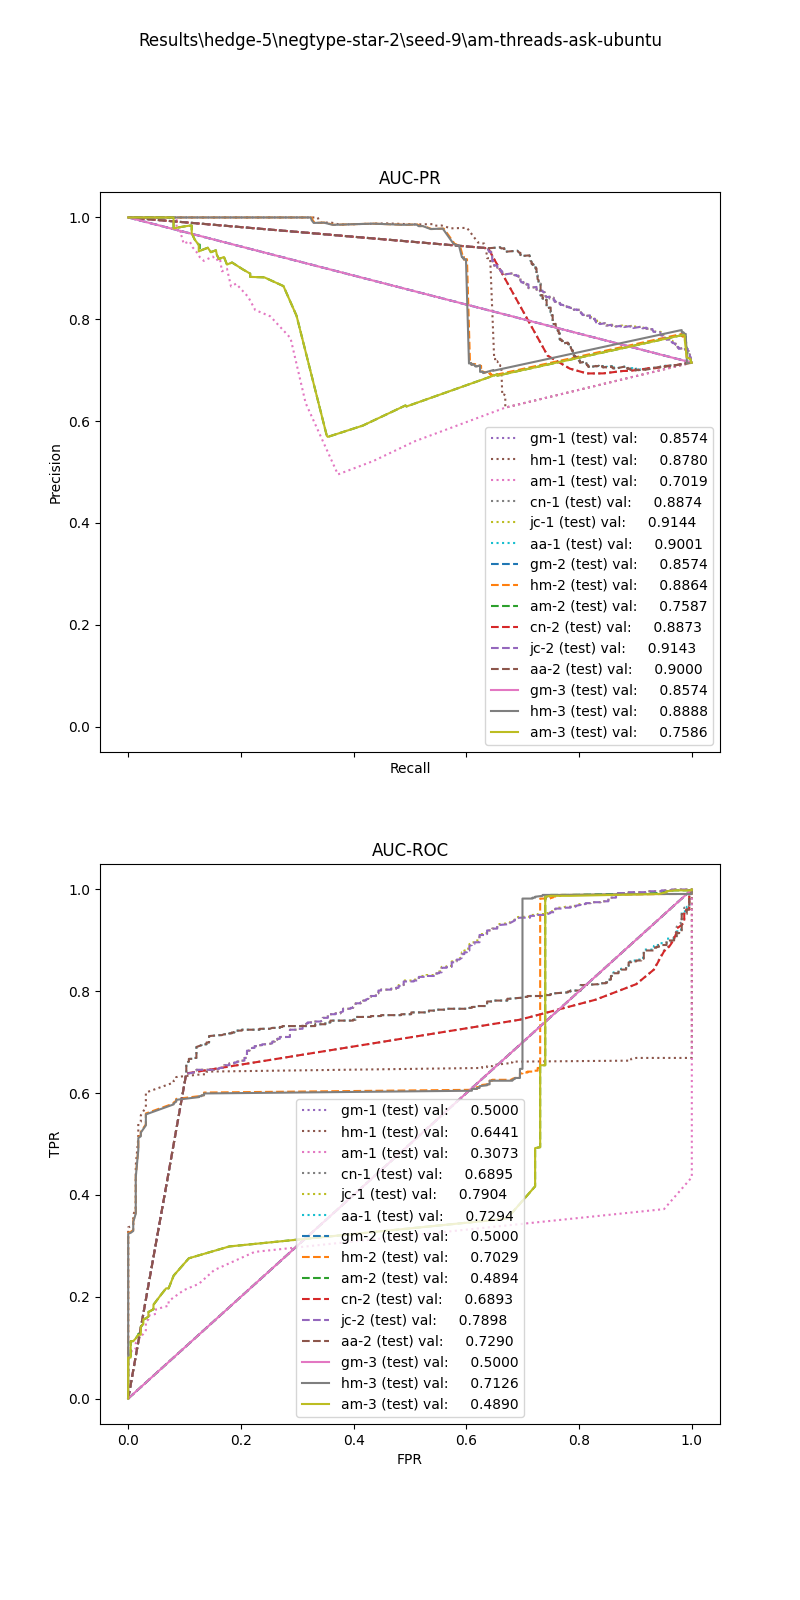 Results\hedge-5\negtype-star-2\seed-9\am-threads-ask-ubuntu
AUC-PR
1.0
0.8
0.6
0.4
0.2
0.0
Precision
Recall
gm-1 (test) val: 0.8574
hm-1 (test) val: 0.8780
am-1 (test) val: 0.7019
cn-1 (test) val: 0.8874
jc-1 (test) val: 0.9144
aa-1 (test) val: 0.9001
gm-2 (test) val: 0.8574
hm-2 (test) val: 0.8864
am-2 (test) val: 0.7587
cn-2 (test) val: 0.8873
jc-2 (test) val: 0.9143
aa-2 (test) val: 0.9000
gm-3 (test) val: 0.8574
hm-3 (test) val: 0.8888
am-3 (test) val: 0.7586
AUC-ROC
1.0
0.8
0.6
0.4
0.2
0.0
TPR
gm-1 (test) val: 0.5000
hm-1 (test) val: 0.6441
am-1 (test) val: 0.3073
cn-1 (test) val: 0.6895
jc-1 (test) val: 0.7904
aa-1 (test) val: 0.7294
gm-2 (test) val: 0.5000
hm-2 (test) val: 0.7029
am-2 (test) val: 0.4894
cn-2 (test) val: 0.6893
jc-2 (test) val: 0.7898
aa-2 (test) val: 0.7290
gm-3 (test) val: 0.5000
hm-3 (test) val: 0.7126
am-3 (test) val: 0.4890
0.0 0.2 0.4 0.6 0.8 1.0
FPR